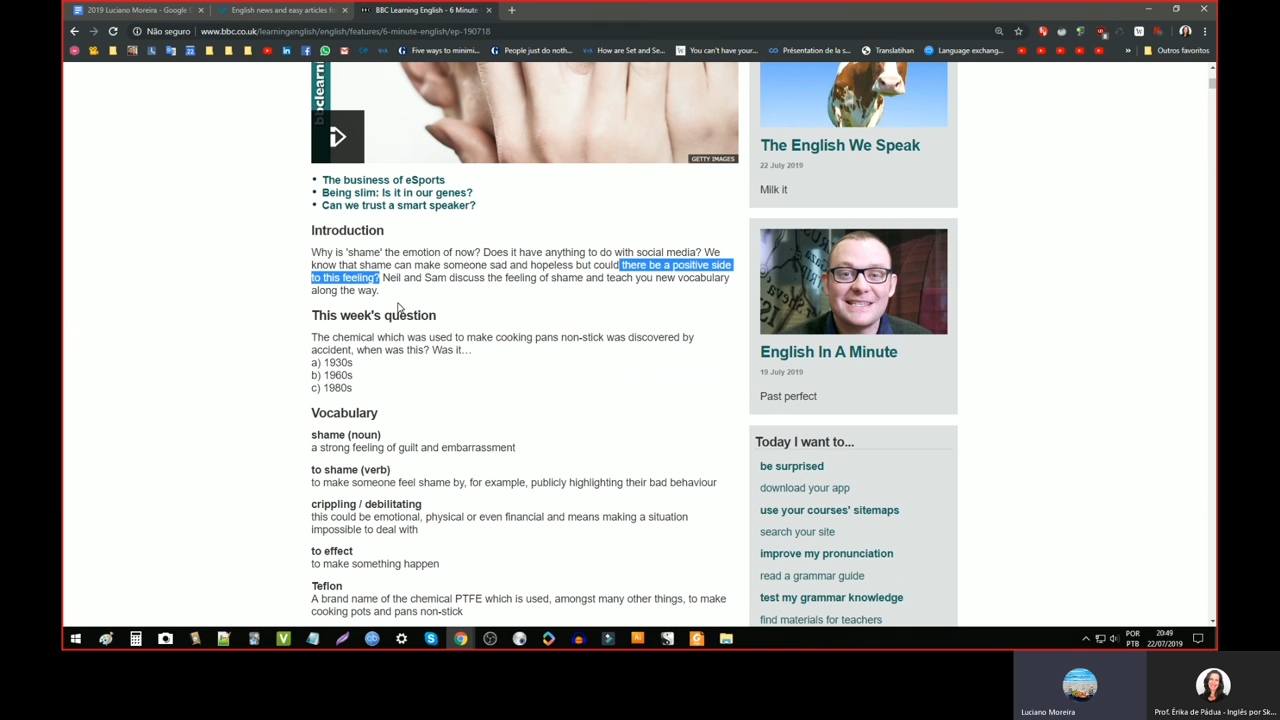 2019 Luciano Moreira - Google D
English news and easy articles fo
BBC Learning English - 6 Minute
Não seguro
www.bbc.co.uk/learningenglish/english/features/6-minute-english/ep-190718
Five ways to minimi...
People just do noth...
How are Set and Se...
You can't have your...
Présentation de la s...
Translatihan
Language exchang...
Outros favoritos
bbclearni
GETTY IMAGES
The business of eSports
Being slim: Is it in our genes?
Can we trust a smart speaker?
Introduction
Why is 'shame' the emotion of now? Does it have anything to do with social media? We
know that shame can make someone sad and hopeless but could there be a positive side
to this feeling? Neil and Sam discuss the feeling of shame and teach you new vocabulary
along the way.
This week's question
The chemical which was used to make cooking pans non-stick was discovered by
accident, when was this? Was it…
a) 1930s
b) 1960s
c) 1980s
Vocabulary
shame (noun)
a strong feeling of guilt and embarrassment
to shame (verb)
to make someone feel shame by, for example, publicly highlighting their bad behaviour
crippling / debilitating
this could be emotional, physical or even financial and means making a situation
impossible to deal with
to effect
to make something happen
Teflon
A brand name of the chemical PTFE which is used, amongst many other things, to make
cooking pots and pans non-stick
The English We Speak
22 July 2019
Milk it
English In A Minute
19 July 2019
Past perfect
Today I want to...
be surprised
download your app
use your courses' sitemaps
search your site
improve my pronunciation
read a grammar guide
test my grammar knowledge
find materials for teachers
POR
PTB
20:49
22/07/2019
Luciano Moreira
Prof. Érika de Pádua - Inglês por Sk...